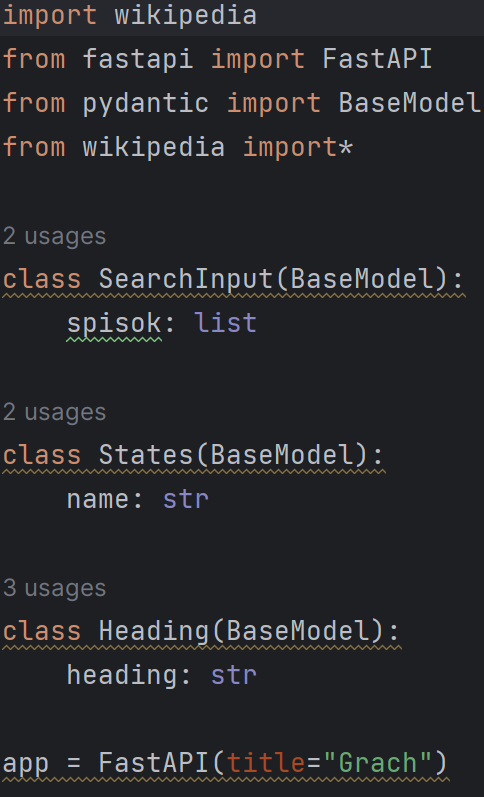 import wikipedia
from fastapi import FastAPI
from pydantic import BaseModel
from wikipedia import*
2 usages
class SearchInput(BaseModel):
    spisok: list
2 usages
class States(BaseModel):
    name: str
3 usages
class Heading(BaseModel):
    heading: str
app = FastAPI(title="Grach")